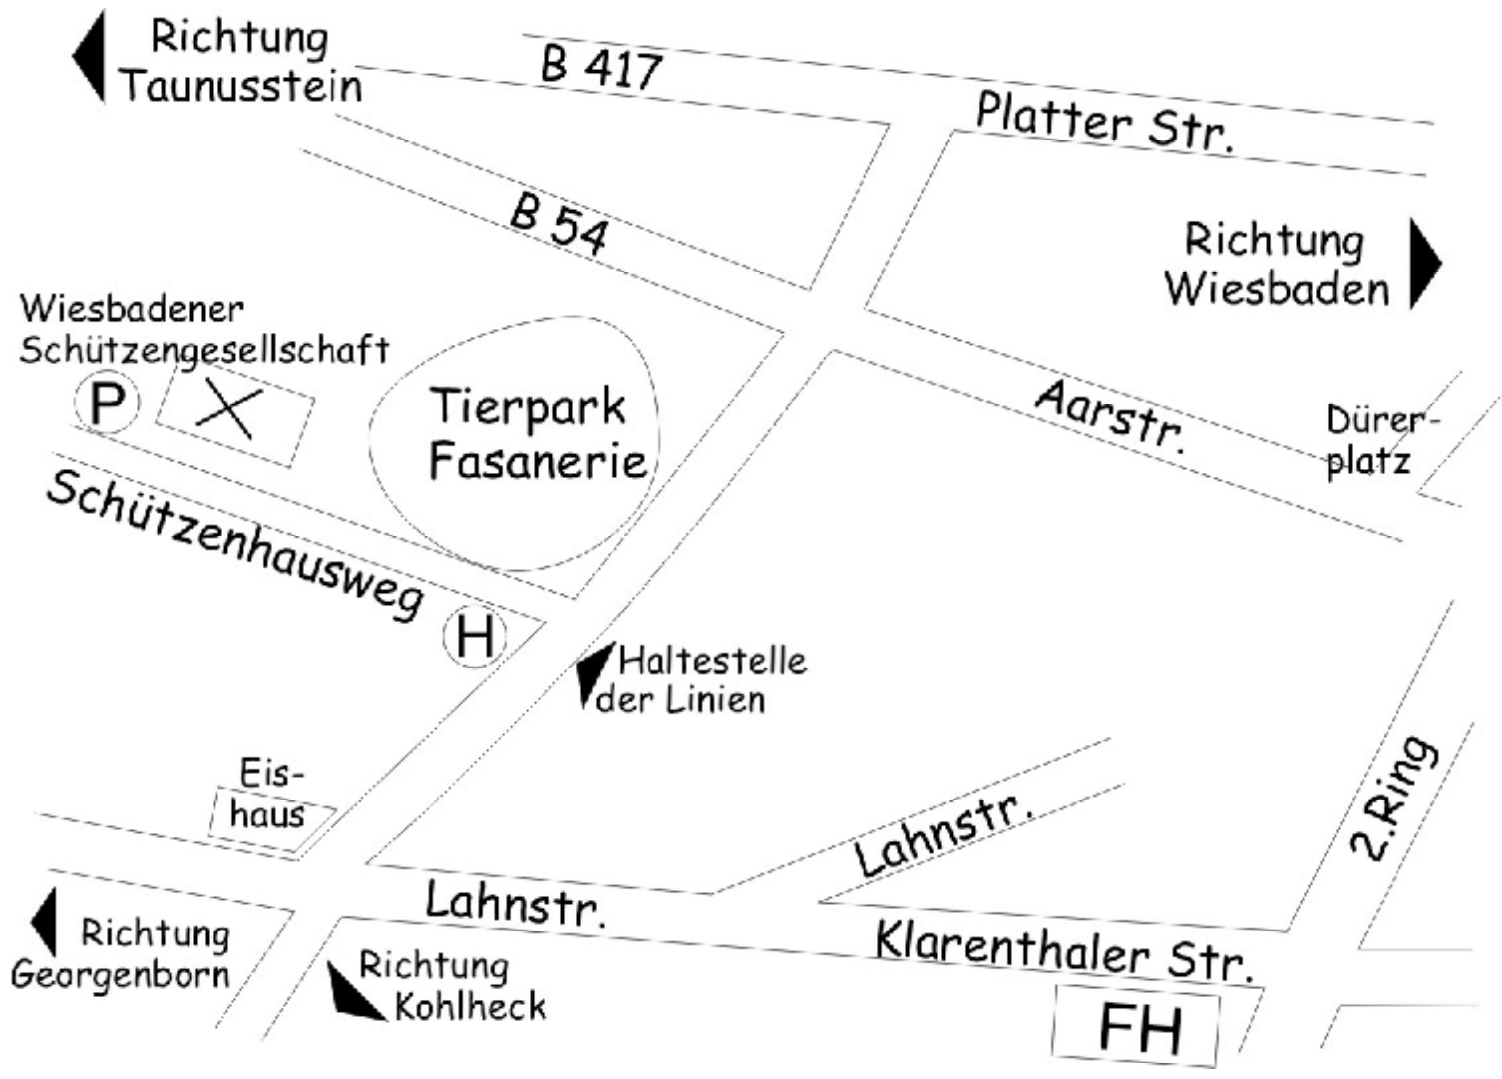 Richtung
Taunusstein
B 417
Platter Str.
B 54
Richtung
Wiesbaden
Wiesbadener
Schützengesellschaft
P
Tierpark
Fasanerie
Aarstr.
Dürer-
platz
Schützenhausweg
H
Haltestelle
der Linien
Eis-
haus
Lahnstr.
2.Ring
Lahnstr.
Klarenthaler Str.
Richtung
Georgenborn
Richtung
Kohlheck
FH